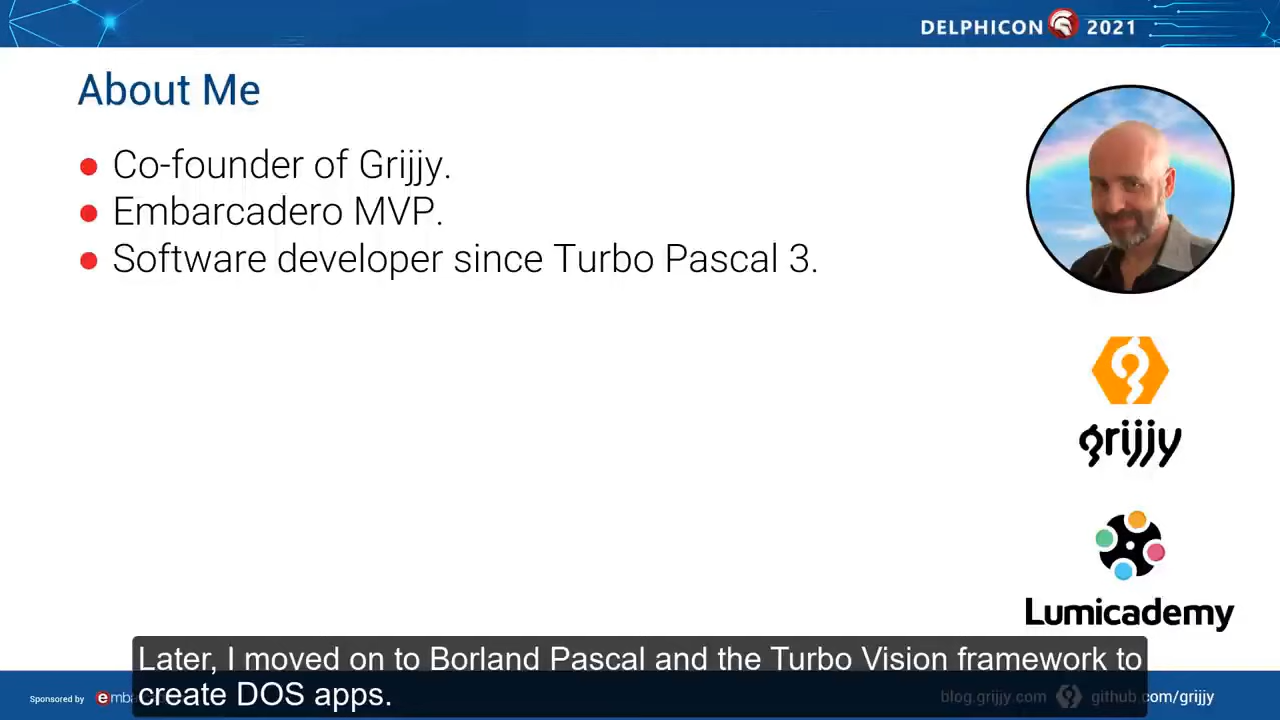 DELPHICON 2021
About Me
Co-founder of Grijjy.
Embarcadero MVP.
Software developer since Turbo Pascal 3.
grijjy
Lumicademy
Later, I moved on to Borland Pascal and the Turbo Vision framework to
create DOS apps.
Sponsored by
blog.grijjy.com github.com/grijjy